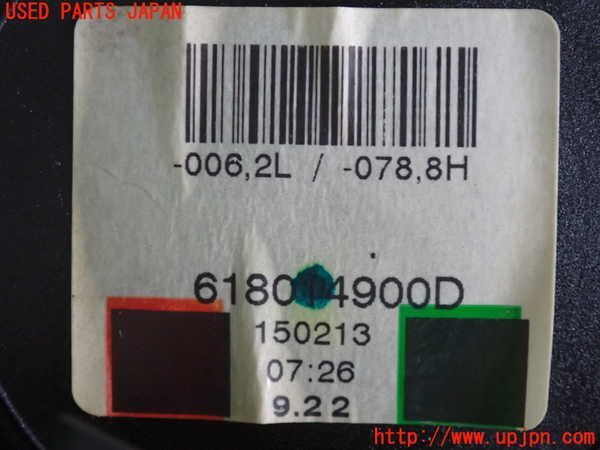 USED PARTS JAPAN
-006,2L / -078,8H
618014900D
150213
07:26
9.22
http://www.upjpn.com/